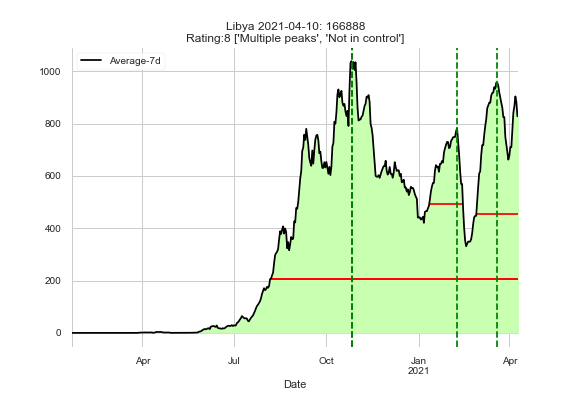 Libya 2021-04-10: 166888
Rating:8 ['Multiple peaks', 'Not in control']
Average-7d
1000
800
600
400
200
0
Apr
Jul
Oct
Jan
2021
Apr
Date